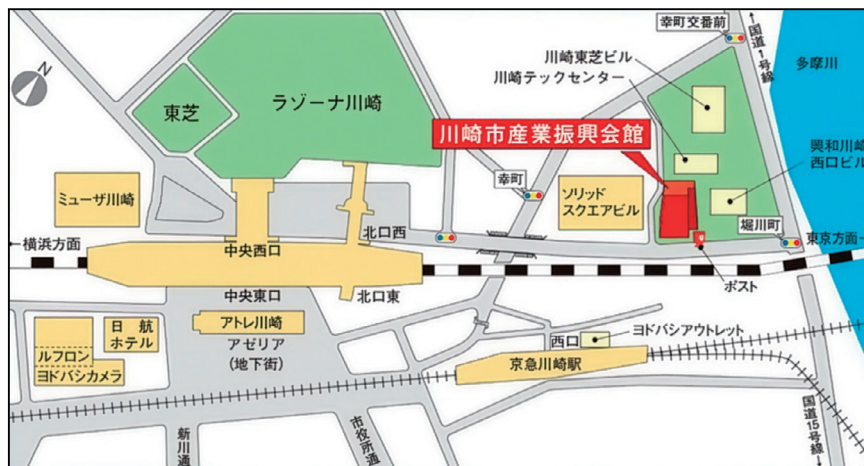 幸町交番前
←国道1号線
多摩川
川崎東芝ビル
川崎テックセンター
N
ラゾーナ川崎
東芝
川崎市産業振興会館
興和川崎
西口ビル
幸町
ミューザ川崎
ソリッド
スクエアビル
堀川町
北口西
中央西口
←横浜方面
東京方面→
ポスト
中央東口
北口東
アトレ川崎
日航
ホテル
アゼリア
(地下街)
ルフロン
ヨドバシカメラ
ヨドバシアウトレット
西口
京急川崎駅
新川通
市役所通
国道15号線→